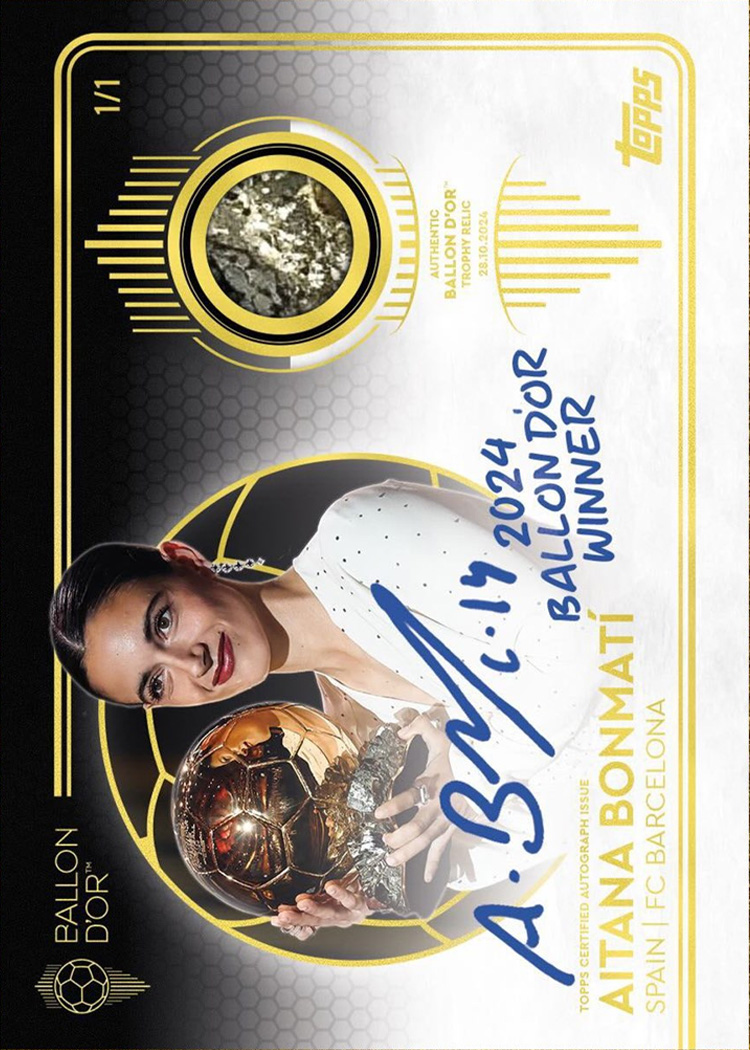 BALLON
D'OR™
1/1
AUTHENTIC
BALLON D'OR™
TROPHY RELIC
28.10.2024
A. Bm i. 14
2024
BALLON D'OR
WINNER
TOPPS CERTIFIED AUTOGRAPH ISSUE
AITANA BONMATÍ
SPAIN | FC BARCELONA
topps